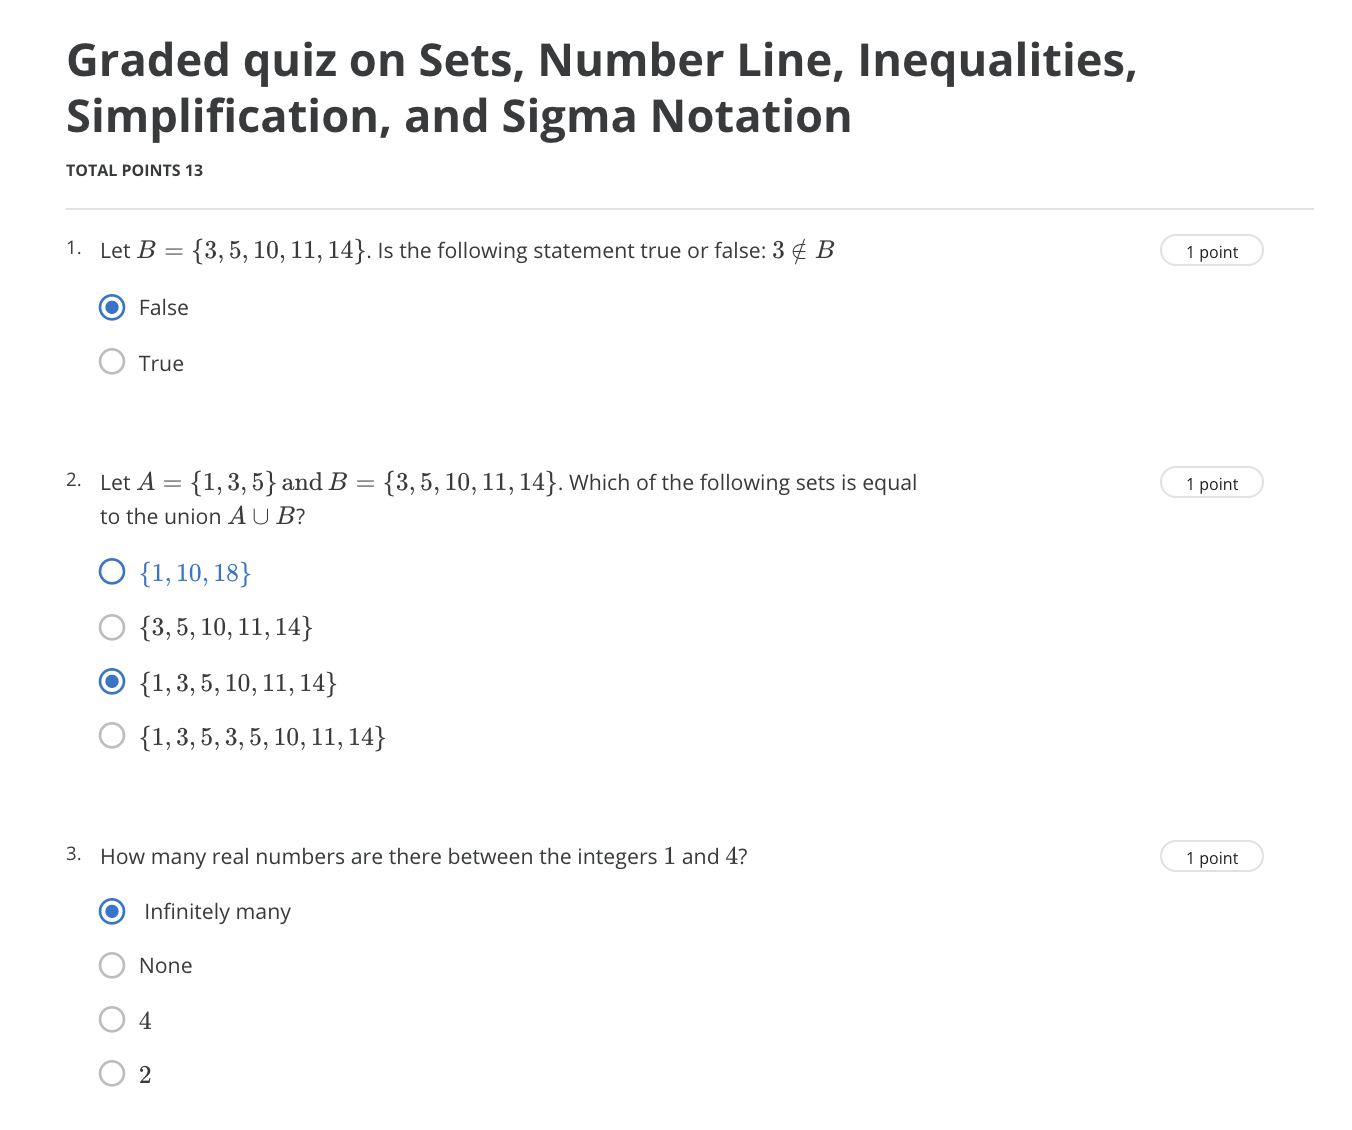 Graded quiz on Sets, Number Line, Inequalities,
Simplification, and Sigma Notation
TOTAL POINTS 13
1. Let B = {3, 5, 10, 11, 14}. Is the following statement true or false: 3 ∉ B
1 point
False
True
2. Let A = {1, 3, 5} and B = {3, 5, 10, 11, 14}. Which of the following sets is equal
to the union A ∪ B?
1 point
{1, 10, 18}
{3, 5, 10, 11, 14}
{1, 3, 5, 10, 11, 14}
{1, 3, 5, 3, 5, 10, 11, 14}
3. How many real numbers are there between the integers 1 and 4?
1 point
Infinitely many
None
4
2